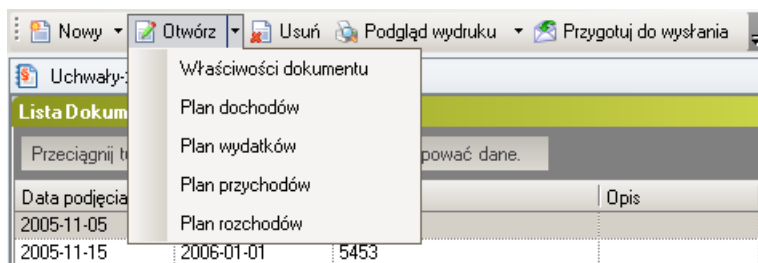 Nowy Otwórz Usuń Podgląd wydruku Przygotuj do wysłania
Uchwały-
Właściwości dokumentu
Lista Dokum
Plan dochodów
Przeciągnij Plan wydatków pować dane.
Plan przychodów
Data podjęcia Opis
Plan rozchodów
2005-11-05
2005-11-15 2006-01-01 5453